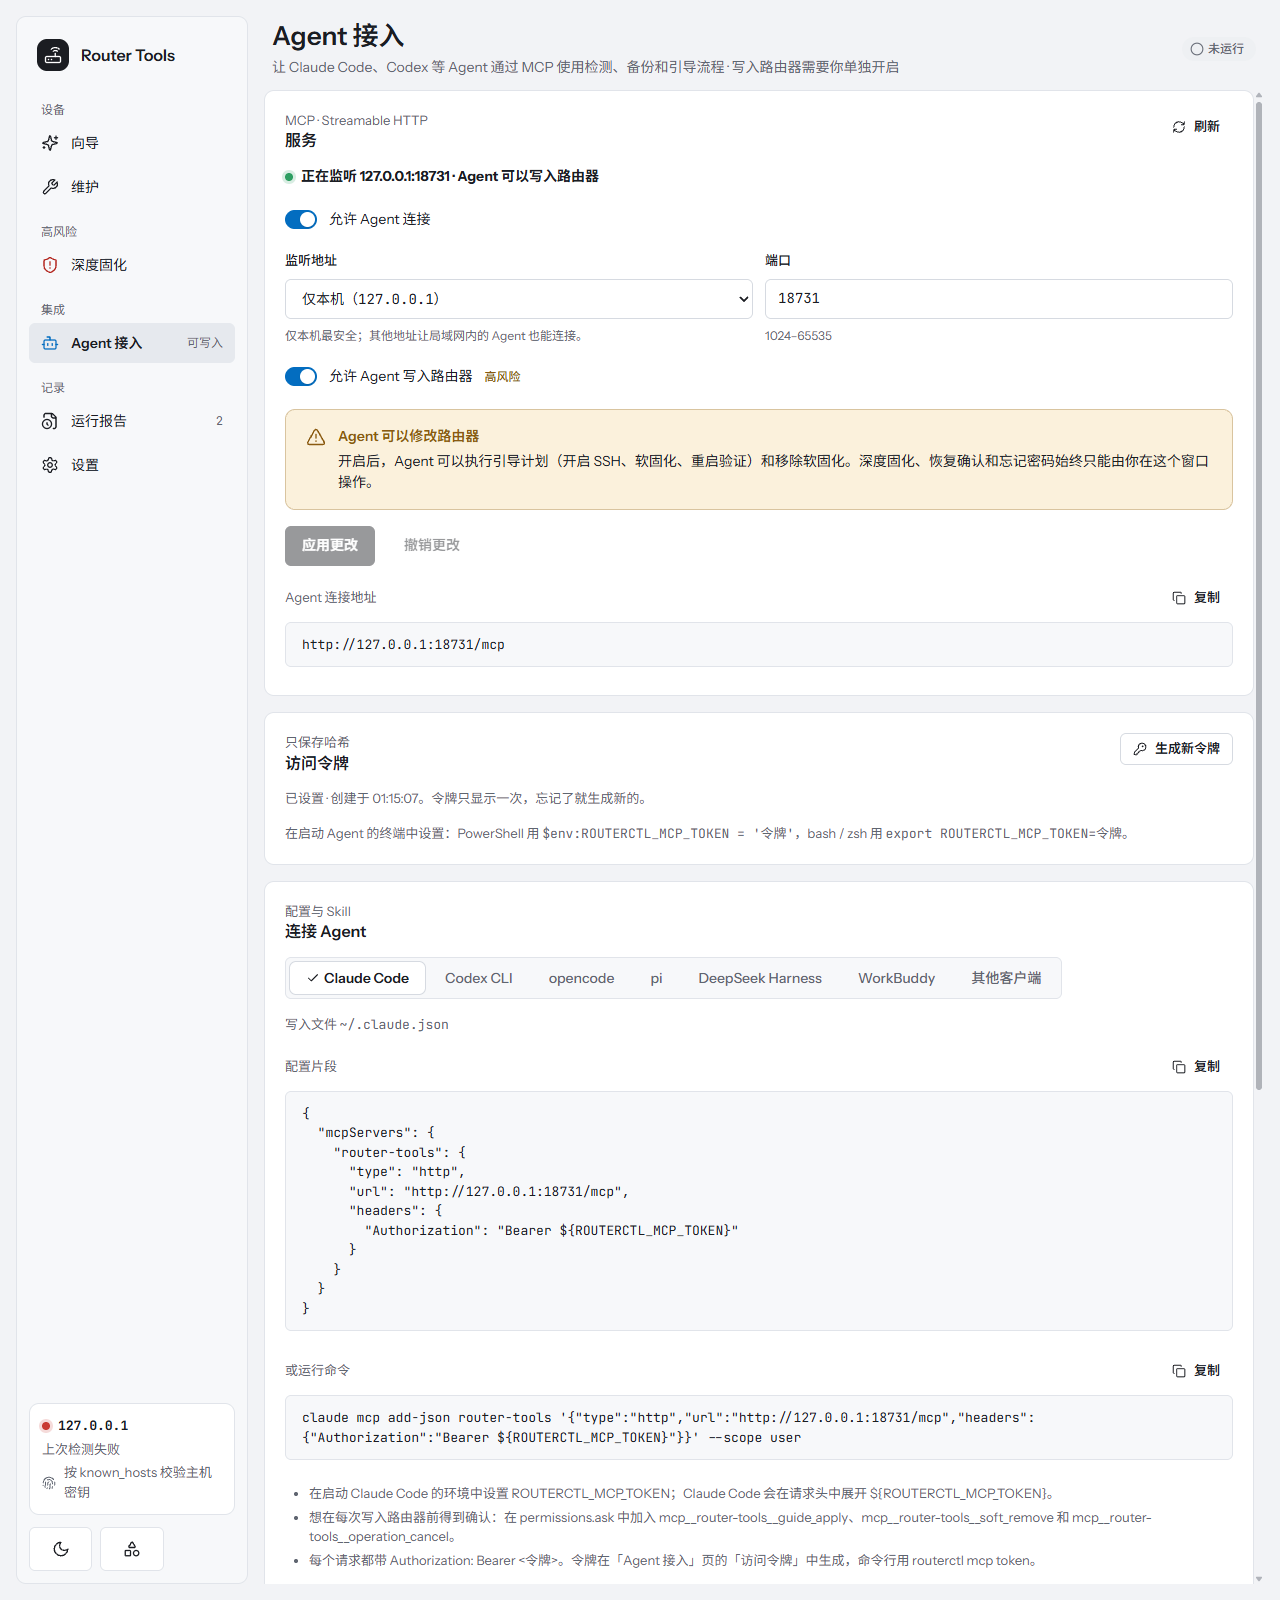 Router Tools
设备
向导
维护
高风险
深度固化
集成
Agent 接入
可写入
记录
运行报告
2
设置
127.0.0.1
上次检测失败
按 known_hosts 校验主机
密钥
Agent 接入
让 Claude Code、Codex 等 Agent 通过 MCP 使用检测、备份和引导流程 · 写入路由器需要你单独开启
未运行
MCP · Streamable HTTP
服务
刷新
正在监听 127.0.0.1:18731 · Agent 可以写入路由器
允许 Agent 连接
监听地址
端口
仅本机（127.0.0.1）
18731
仅本机最安全；其他地址让局域网内的 Agent 也能连接。
1024–65535
允许 Agent 写入路由器
高风险
Agent 可以修改路由器
开启后，Agent 可以执行引导计划（开启 SSH、软固化、重启验证）和移除软固化。深度固化、恢复确认和忘记密码始终只能由你在这个窗口
操作。
应用更改
撤销更改
Agent 连接地址
复制
http://127.0.0.1:18731/mcp
只保存哈希
访问令牌
生成新令牌
已设置 · 创建于 01:15:07。令牌只显示一次，忘记了就生成新的。
在启动 Agent 的终端中设置：PowerShell 用 $env:ROUTERCTL_MCP_TOKEN = '令牌'，bash / zsh 用 export ROUTERCTL_MCP_TOKEN=令牌。
配置与 Skill
连接 Agent
Claude Code
Codex CLI
opencode
pi
DeepSeek Harness
WorkBuddy
其他客户端
写入文件 ~/.claude.json
配置片段
复制
{
"mcpServers": {
"router-tools": {
"type": "http",
"url": "http://127.0.0.1:18731/mcp",
"headers": {
"Authorization": "Bearer ${ROUTERCTL_MCP_TOKEN}"
}
}
}
}
或运行命令
复制
claude mcp add-json router-tools '{"type":"http","url":"http://127.0.0.1:18731/mcp","headers":
{"Authorization":"Bearer ${ROUTERCTL_MCP_TOKEN}"}}' --scope user
在启动 Claude Code 的环境中设置 ROUTERCTL_MCP_TOKEN；Claude Code 会在请求头中展开 ${ROUTERCTL_MCP_TOKEN}。
想在每次写入路由器前得到确认：在 permissions.ask 中加入 mcp__router-tools__guide_apply、mcp__router-tools__soft_remove 和 mcp__router-
tools__operation_cancel。
每个请求都带 Authorization: Bearer <令牌>。令牌在「Agent 接入」页的「访问令牌」中生成，命令行用 routerctl mcp token。